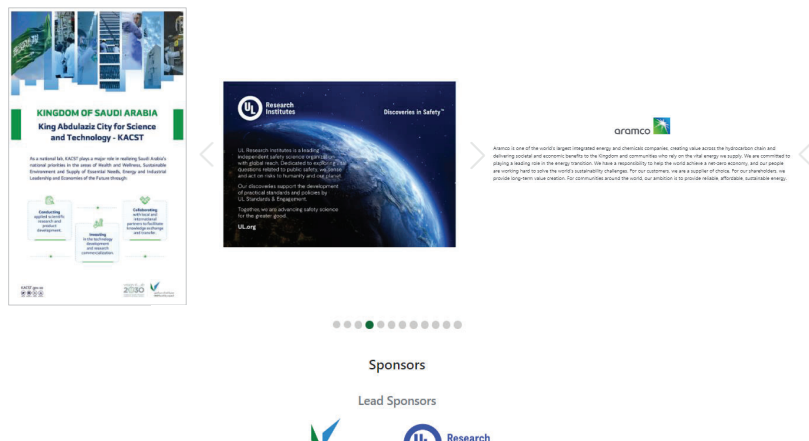 KINGDOM OF SAUDI ARABIA
King Abdulaziz City for Science
and Technology - KACST
As a national lab, KACST plays a major role in realizing Saudi Arabia's
national priorities in the areas of Health and Wellness, Sustainable
Environment and Supply of Essential Needs, Energy and Industrial
Leadership and Economies of the Future through:
Conducting
applied scientific
research and
product
development.
Investing
in the technology
development
and research
commercialization.
Collaborating
with local and
international
partners to facilitate
knowledge exchange
and transfer.
KACST.gov.sa
2030
UL
Research
Institutes
Discoveries in Safety™
UL Research Institutes is a leading
independent safety science organization
with global reach. Dedicated to exploring
questions related to public safety, we sense
and act on risks to humanity and our planet.
Our discoveries support the development
of practical standards and policies by
UL Standards & Engagement.
Together, we are advancing safety science
for the greater good.
UL.org
aramco
Aramco is one of the world's largest integrated energy and chemicals companies, creating value across the hydrocarbon chain and
delivering societal and economic benefits to the Kingdom and communities who rely on the vital energy we supply. We are committed to
playing a leading role in the energy transition. We have a responsibility to help the world achieve a net-zero economy, and our people
are working hard to solve the world's sustainability challenges. For our customers, we are a supplier of choice. For our shareholders, we
provide long-term value creation. For communities around the world, our ambition is to provide reliable, affordable, sustainable energy.
Sponsors
Lead Sponsors
UL
Research